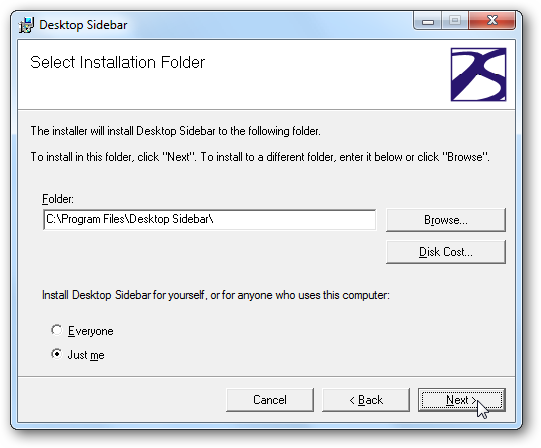 Desktop Sidebar
Select Installation Folder
The installer will install Desktop Sidebar to the following folder.
To install in this folder, click "Next". To install to a different folder, enter it below or click "Browse".
Folder:
C:\Program Files\Desktop Sidebar\
Browse...
Disk Cost...
Install Desktop Sidebar for yourself, or for anyone who uses this computer:
Everyone
Just me
Cancel
< Back
Next >